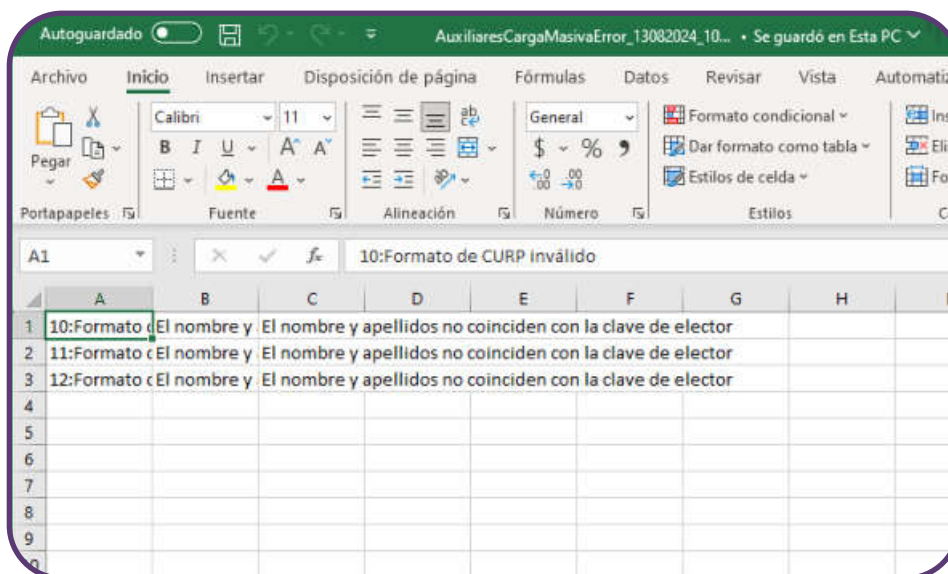 Autoguardado AuxiliaresCargaMasivaError_13082024_10... • Se guardó en Esta PC
Archivo Inicio Insertar Disposición de página Fórmulas Datos Revisar Vista Automatiz
Pegar Calibri 11 General Formato condicional Ins
N K S A A $ % Dar formato como tabla Eli
Estilos de celda Fo
Portapapeles Fuente Alineación Número Estilos C
A1 fx 10:Formato de CURP inválido
A B C D E F G H
1 10:Formato El nombre y El nombre y apellidos no coinciden con la clave de elector
2 11:Formato El nombre y El nombre y apellidos no coinciden con la clave de elector
3 12:Formato El nombre y El nombre y apellidos no coinciden con la clave de elector
4
5
6
7
8
9